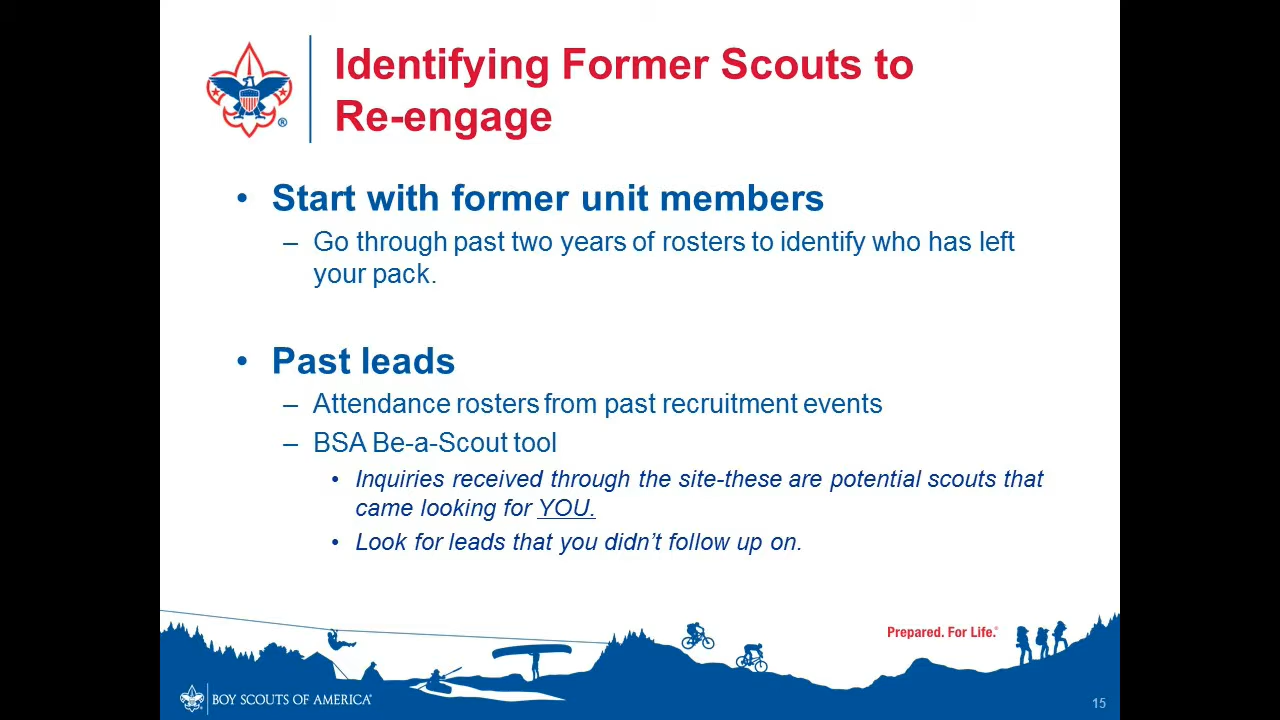 Identifying Former Scouts to
Re-engage
• Start with former unit members
– Go through past two years of rosters to identify who has left
your pack.
• Past leads
– Attendance rosters from past recruitment events
– BSA Be-a-Scout tool
• Inquiries received through the site-these are potential scouts that
came looking for YOU.
• Look for leads that you didn't follow up on.
Prepared. For Life.®
BOY SCOUTS OF AMERICA®
15